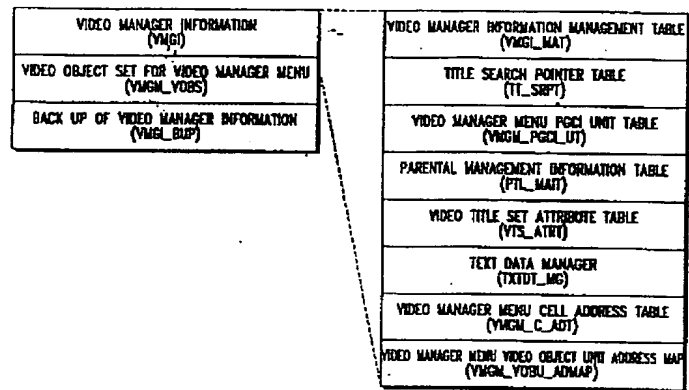 VIDEO MANAGER INFORMATION
(VMGI)
VIDEO OBJECT SET FOR VIDEO MANAGER MENU
(VMGM_VOBS)
BACK UP OF VIDEO MANAGER INFORMATION
(VMGI_BUP)
VIDEO MANAGER INFORMATION MANAGEMENT TABLE
(VMGI_MAT)
TITLE SEARCH POINTER TABLE
(TT_SRPT)
VIDEO MANAGER MENU PGCI UNIT TABLE
(VMGM_PGCI_UT)
PARENTAL MANAGEMENT INFORMATION TABLE
(PTL_MAIT)
VIDEO TITLE SET ATTRIBUTE TABLE
(VTS_ATRT)
TEXT DATA MANAGER
(TXTDT_MG)
VIDEO MANAGER MENU CELL ADDRESS TABLE
(VMGM_C_ADT)
VIDEO MANAGER MENU VIDEO OBJECT UNIT ADDRESS MAP
(VMGM_VOBU_ADMAP)